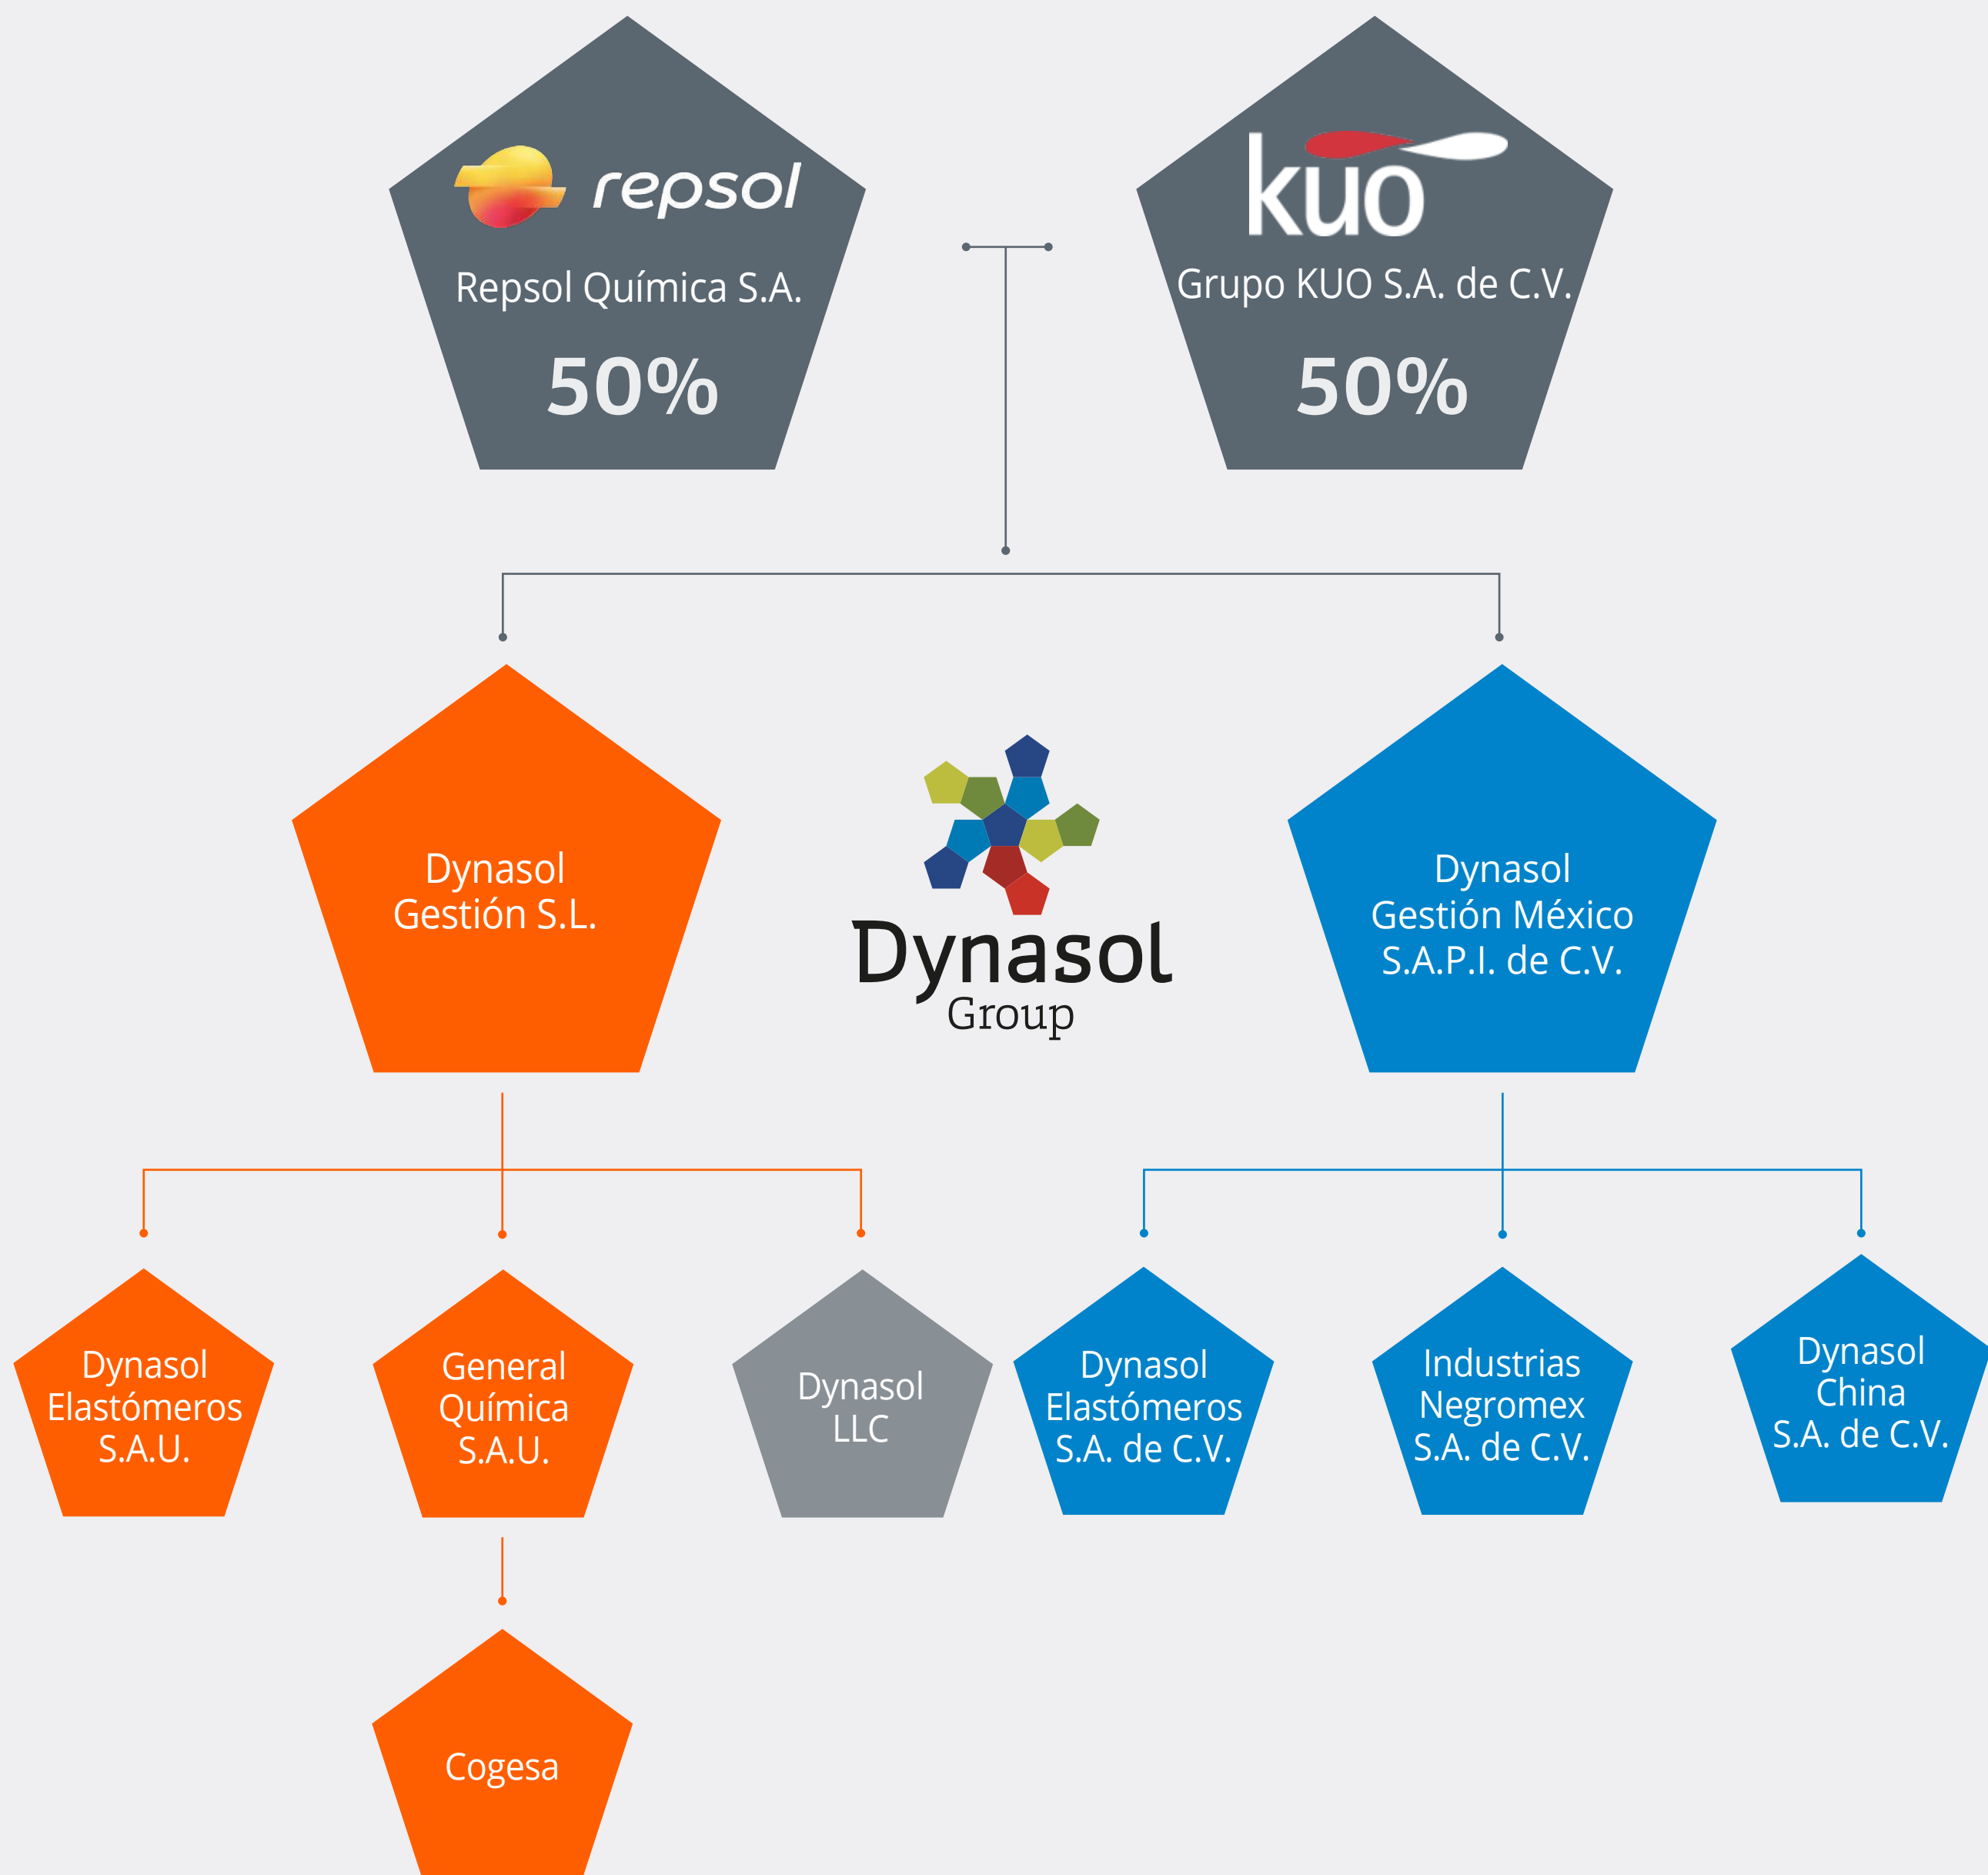 repsol
Repsol Química S.A.
50%
kuo
Grupo KUO S.A. de C.V.
50%
Dynasol
Gestión S.L.
Dynasol
Group
Dynasol
Gestión México
S.A.P.I. de C.V.
Dynasol
Elastómeros
S.A.U.
General
Química
S.A.U.
Dynasol
LLC
Dynasol
Elastómeros
S.A. de C.V.
Industrias
Negromex
S.A. de C.V.
Dynasol
China
S.A. de C.V.
Cogesa